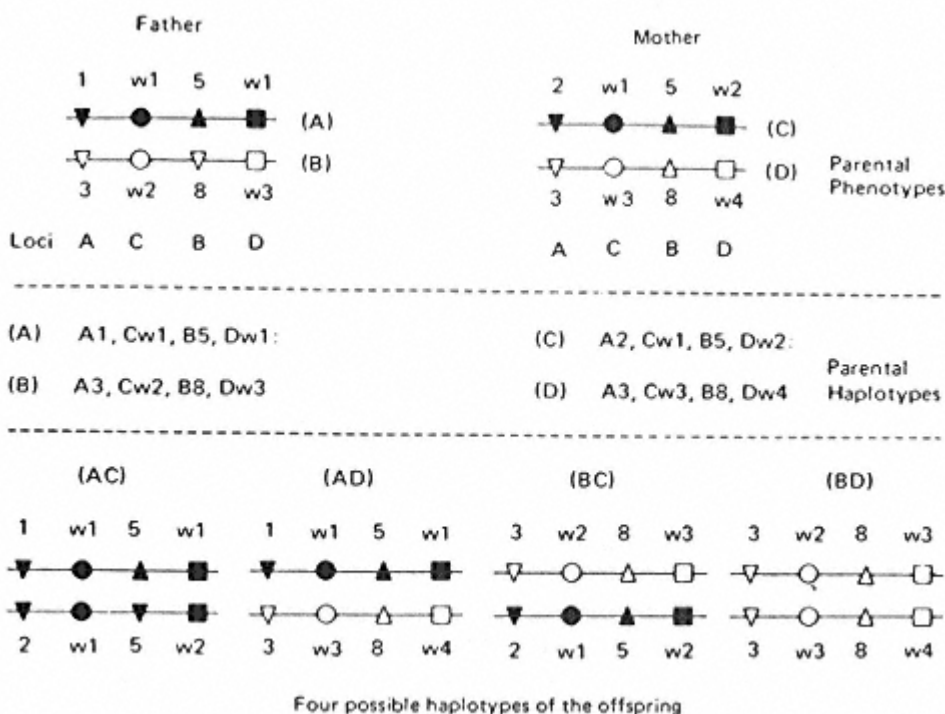 Father
Mother
1 w1 5 w1
2 w1 5 w2
(A)
(C)
(B)
(D)
Parental
Phenotypes
3 w2 8 w3
3 w3 8 w4
Loci A C B D
A C B D
(A) A1, Cw1, B5, Dw1:
(C) A2, Cw1, B5, Dw2:
Parental
Haplotypes
(B) A3, Cw2, B8, Dw3
(D) A3, Cw3, B8, Dw4
(AC) (AD) (BC) (BD)
1 w1 5 w1
1 w1 5 w1
3 w2 8 w3
3 w2 8 w3
2 w1 5 w2
3 w3 8 w4
2 w1 5 w2
3 w3 8 w4
Four possible haplotypes of the offspring